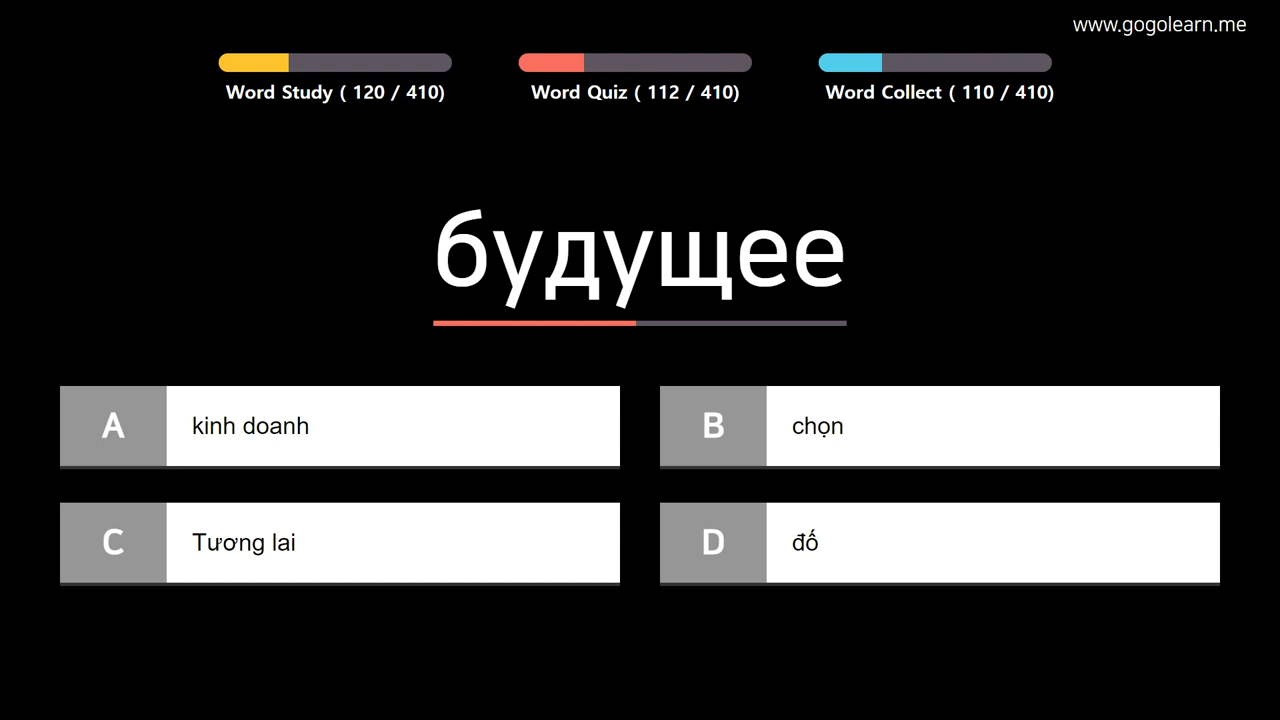 www.gogolearn.me
Word Study ( 120 / 410)
Word Quiz ( 112 / 410)
Word Collect ( 110 / 410)
будущее
A kinh doanh
B chọn
C Tương lai
D đố